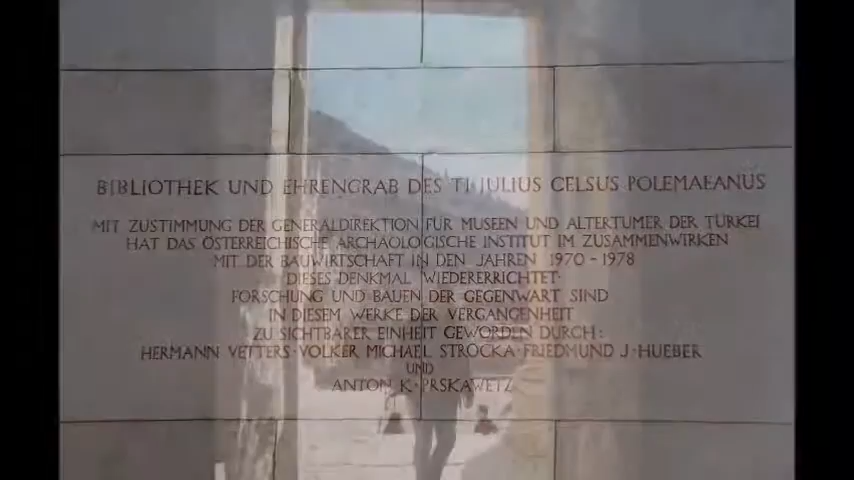 BIBLIOTHEK UND EHRENGRAB DES TI·JULIUS CELSUS POLEMAEANUS
MIT ZUSTIMMUNG DER GENERALDIREKTION FÜR MUSEEN UND ALTERTUMER DER TÜRKEI
HAT DAS ÖSTERREICHISCHE ARCHAOLOGISCHE INSTITUT IM ZUSAMMENWIRKEN
MIT DER BAUWIRTSCHAFT IN DEN JAHREN 1970-1978
DIESES DENKMAL WIEDERERRICHTET·
FORSCHUNG UND BAUEN DER GEGENWART SIND
IN DIESEM WERKE DER VERGANGENHEIT
ZU SICHTBARER EINHEIT GEWORDEN DURCH:
HERMANN VETTERS·VOLKER MICHAEL STROCKA·FRIEDMUND J·HUEBER
UND
ANTON K·PRSKAWETZ